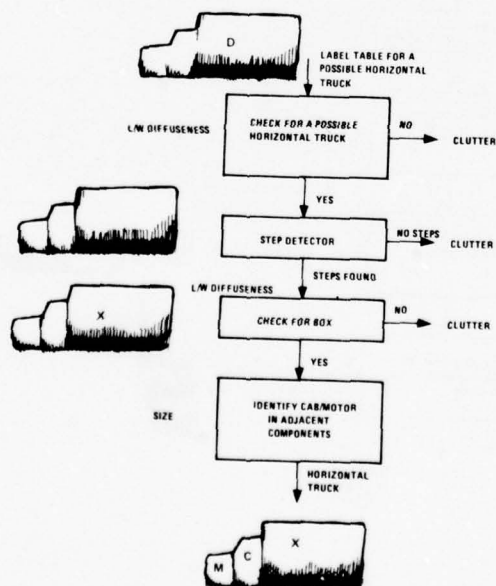 D
LABEL TABLE FOR A
POSSIBLE HORIZONTAL
TRUCK
L/W DIFFUSENESS
CHECK FOR A POSSIBLE
HORIZONTAL TRUCK
NO
CLUTTER
YES
STEP DETECTOR
NO STEPS
CLUTTER
STEPS FOUND
L/W DIFFUSENESS
X
CHECK FOR BOX
NO
CLUTTER
YES
SIZE
IDENTIFY CAB/MOTOR
IN ADJACENT
COMPONENTS
HORIZONTAL
TRUCK
M C X